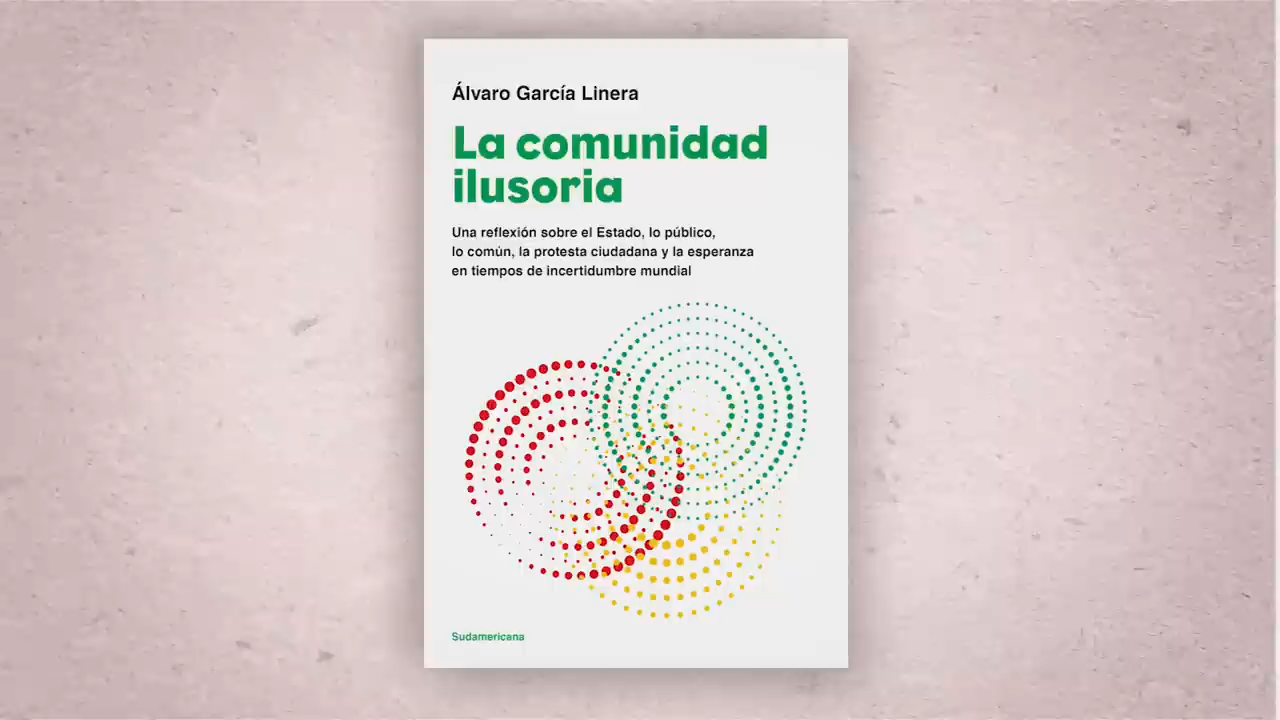 Álvaro García Linera
La comunidad
ilusoria
Una reflexión sobre el Estado, lo público,
lo común, la protesta ciudadana y la esperanza
en tiempos de incertidumbre mundial
Sudamericana